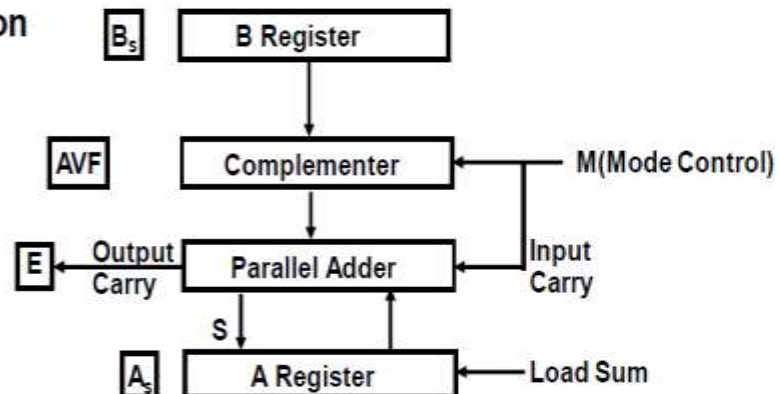 on
Bs B Register
AVF Complementer M(Mode Control)
E Output Carry Parallel Adder Input Carry
S
As A Register Load Sum